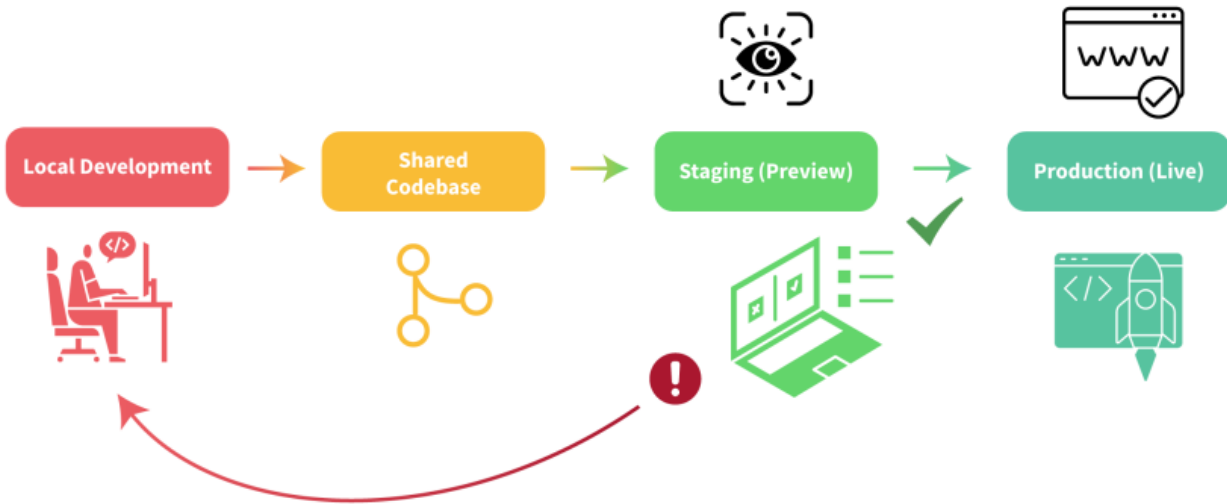 WWW
Local Development
Shared
Codebase
Staging (Preview)
Production (Live)
</>
!
</>